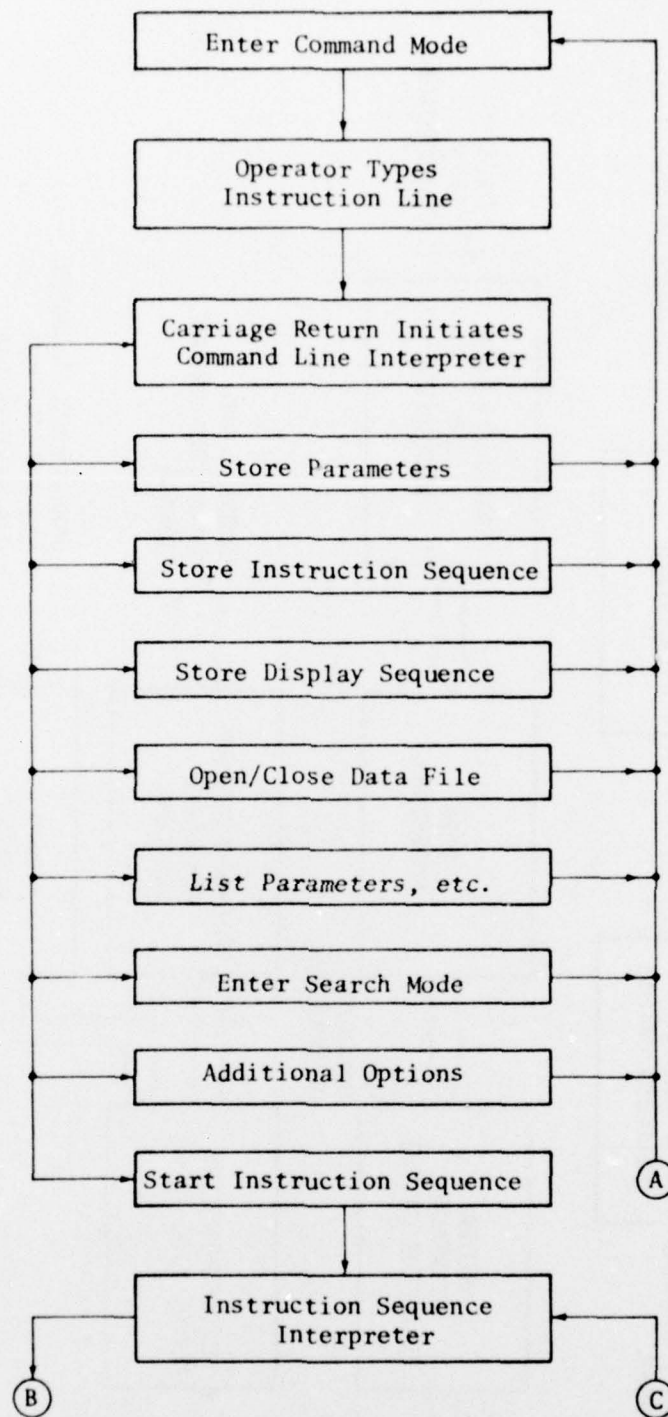 Enter Command Mode
Operator Types
Instruction Line
Carriage Return Initiates
Command Line Interpreter
Store Parameters
Store Instruction Sequence
Store Display Sequence
Open/Close Data File
List Parameters, etc.
Enter Search Mode
Additional Options
Start Instruction Sequence
A
Instruction Sequence
Interpreter
B
C